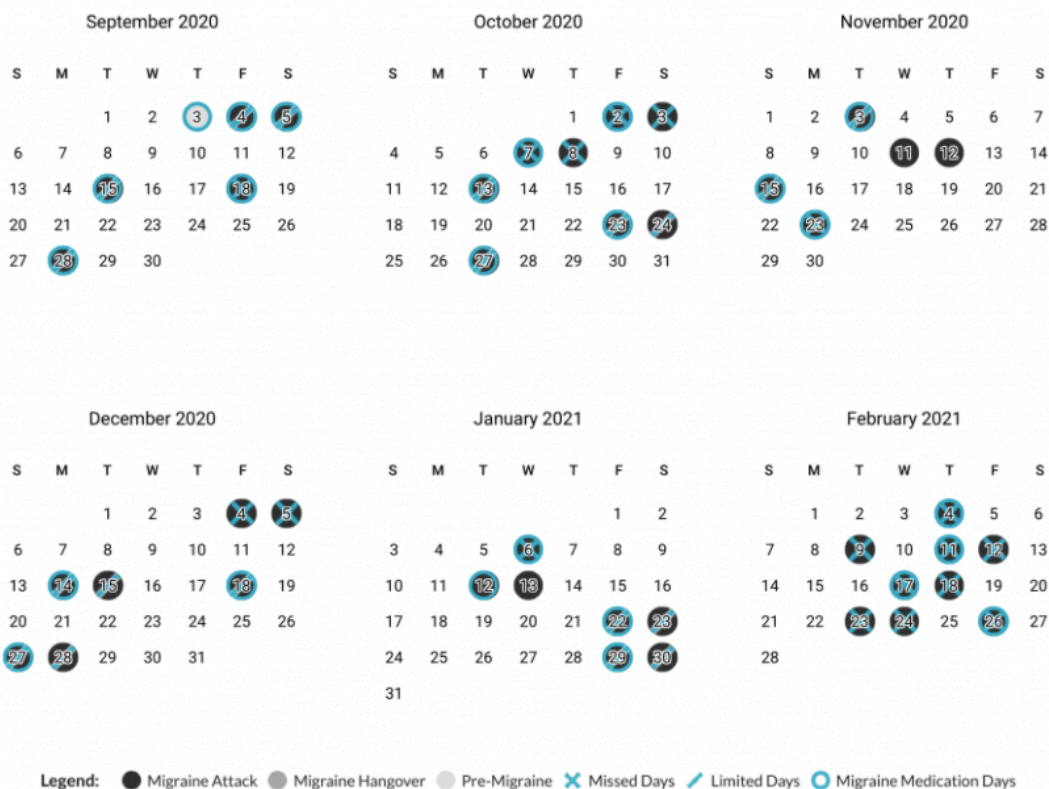 September 2020
S M T W T F S
1 2 3 4 5
6 7 8 9 10 11 12
13 14 15 16 17 18 19
20 21 22 23 24 25 26
27 28 29 30
October 2020
S M T W T F S
1 2 3
4 5 6 7 8 9 10
11 12 13 14 15 16 17
18 19 20 21 22 23 24
25 26 27 28 29 30 31
November 2020
S M T W T F S
1 2 3 4 5 6 7
8 9 10 11 12 13 14
15 16 17 18 19 20 21
22 23 24 25 26 27 28
29 30
December 2020
S M T W T F S
1 2 3 4 5
6 7 8 9 10 11 12
13 14 15 16 17 18 19
20 21 22 23 24 25 26
27 28 29 30 31
January 2021
S M T W T F S
1 2
3 4 5 6 7 8 9
10 11 12 13 14 15 16
17 18 19 20 21 22 23
24 25 26 27 28 29 30
31
February 2021
S M T W T F S
1 2 3 4 5 6
7 8 9 10 11 12 13
14 15 16 17 18 19 20
21 22 23 24 25 26 27
28
Legend: Migraine Attack Migraine Hangover Pre-Migraine Missed Days Limited Days Migraine Medication Days